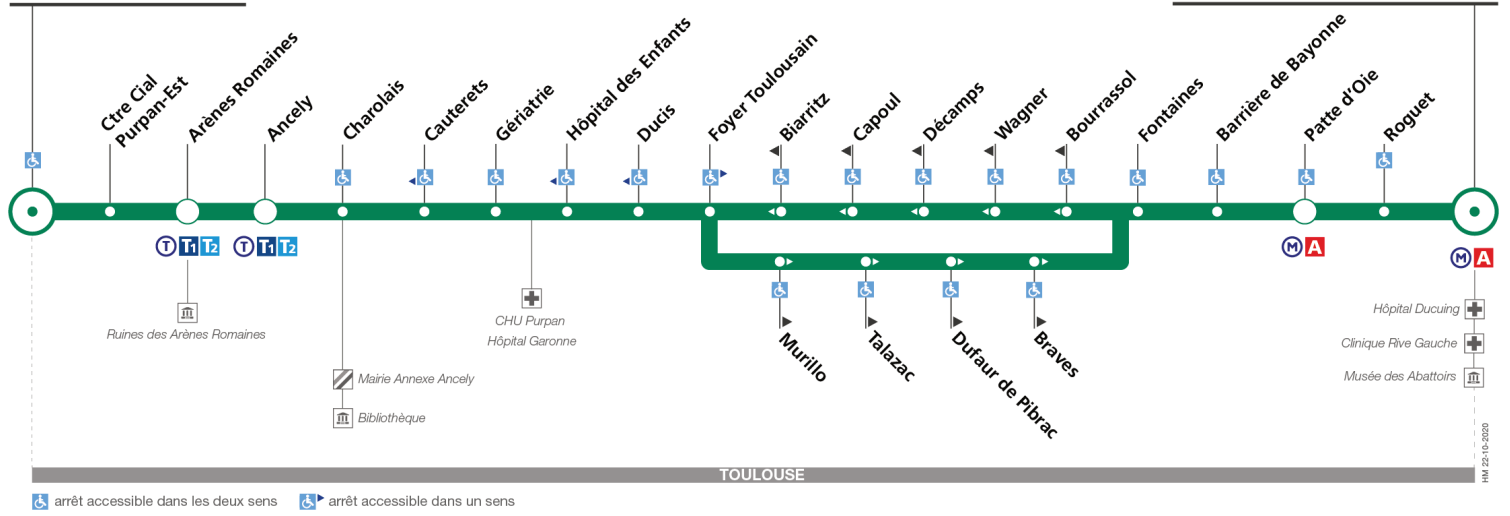 Ctre Cial
Purpan-Est
Arènes Romaines
Ancely
Charolais
Cauterets
Gériatrie
Hôpital des Enfants
Ducis
Foyer Toulousain
Biarritz
Capoul
Décamps
Wagner
Bourrassol
Fontaines
Barrière de Bayonne
Patte d'Oie
Roguet
T T1 T2
T T1 T2
M A
M A
Ruines des Arènes Romaines
CHU Purpan
Hôpital Garonne
Mairie Annexe Ancely
Bibliothèque
Murillo
Talazac
Dufaur de Pibrac
Braves
Hôpital Ducuing
Clinique Rive Gauche
Musée des Abattoirs
HM 22-10-2020
TOULOUSE
arrêt accessible dans les deux sens
arrêt accessible dans un sens